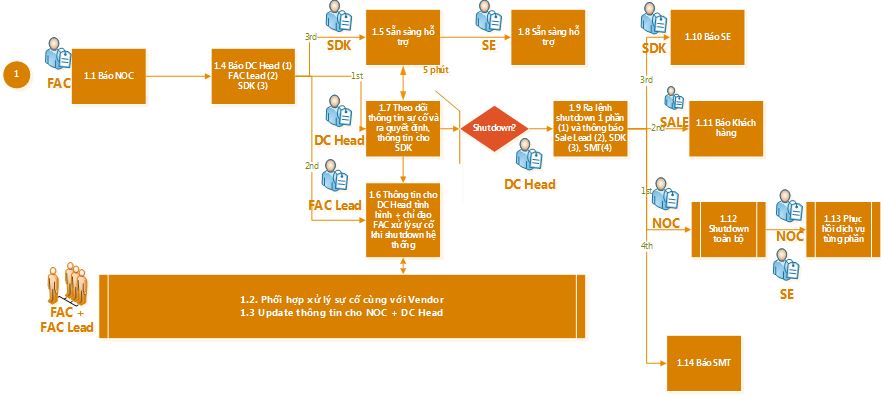 1
FAC
1.1 Báo NOC
1.4 Báo DC Head (1)
FAC Lead (2)
SDK (3)
3rd
SDK
1.5 Sẵn sàng hỗ
trợ
SE
1.8 Sẵn sàng hỗ
trợ
1st
5 phút
DC Head
1.7 Theo dõi
thông tin sự cố và
ra quyết định,
thông tin cho
SDK
Shutdown?
DC Head
1.9 Ra lệnh
shutdown 1 phần
(1) và thông báo
Sale Lead (2), SDK
(3), SMT(4)
2nd
FAC Lead
1.6 Thông tin cho
DC Head tình
hình + chỉ đạo
FAC xử lý sự cố
khi shutdown hệ
thống
SDK
3rd
1.10 Báo SE
SALE
2nd
1.11 Báo Khách
hàng
1st
NOC
1.12
Shutdown
toàn bộ
NOC
SE
1.13 Phục
hồi dịch vụ
từng phần
4th
1.14 Báo SMT
FAC +
FAC Lead
1.2. Phối hợp xử lý sự cố cùng với Vendor
1.3 Update thông tin cho NOC + DC Head